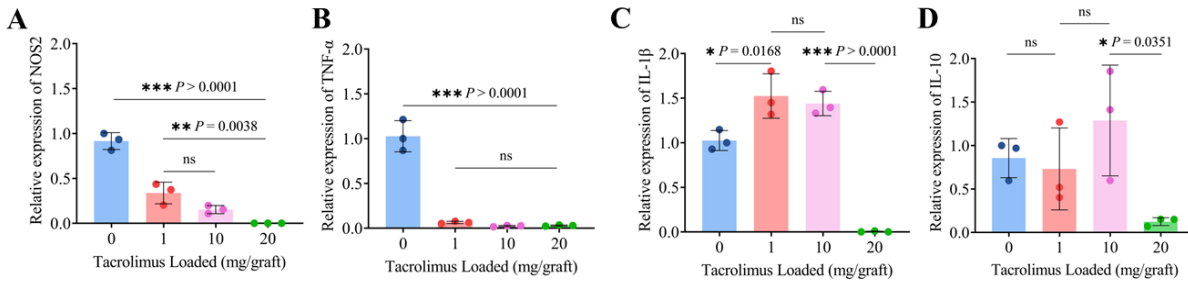 A
Relative expression of NOS2
2.0
1.5
1.0
0.5
0.0
*** P > 0.0001
** P = 0.0038
ns
0 1 10 20
Tacrolimus Loaded (mg/graft)
B
Relative expression of TNF-α
2.0
1.5
1.0
0.5
0.0
*** P > 0.0001
ns
0 1 10 20
Tacrolimus Loaded (mg/graft)
C
Relative expression of IL-1β
2.0
1.5
1.0
0.5
0.0
ns
* P = 0.0168 *** P > 0.0001
0 1 10 20
Tacrolimus Loaded (mg/graft)
D
Relative expression of IL-10
2.0
1.5
1.0
0.5
0.0
ns
ns * P = 0.0351
0 1 10 20
Tacrolimus Loaded (mg/graft)